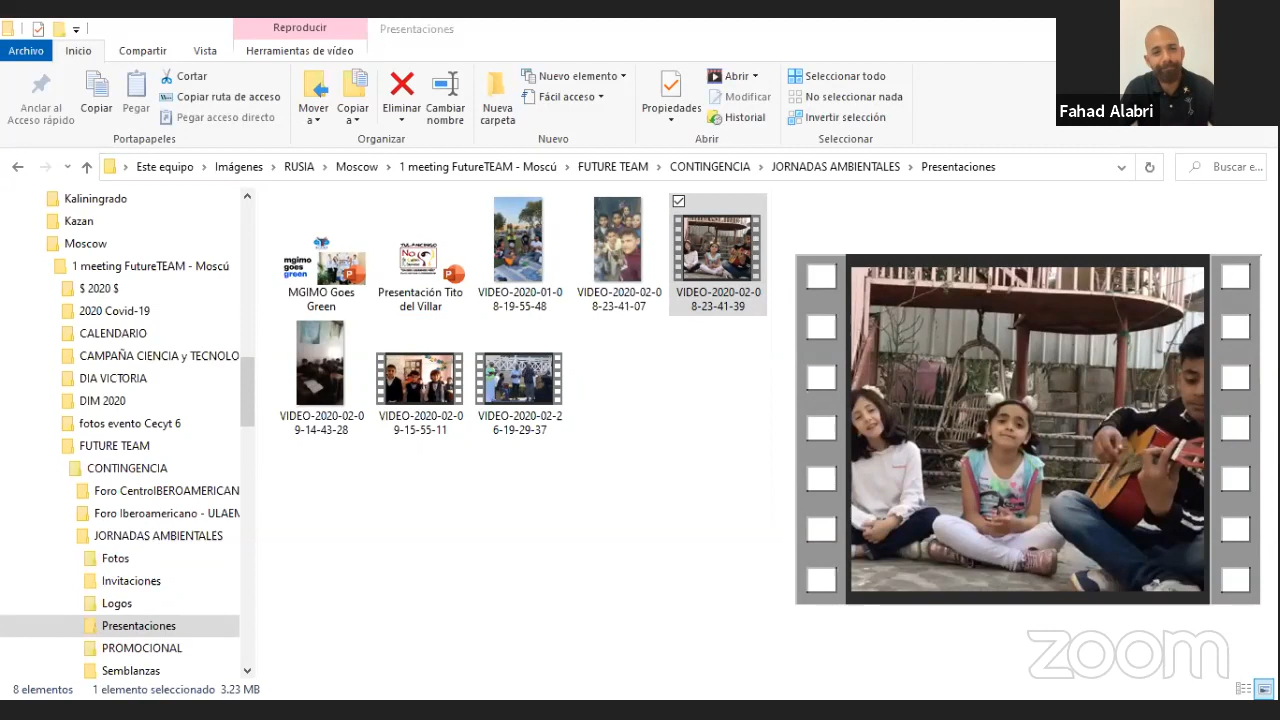 Reproducir
Presentaciones
Archivo
Inicio
Compartir
Vista
Herramientas de vídeo
Fahad Alabri
Anclar al
Acceso rápido
Copiar
Pegar
Cortar
Copiar ruta de acceso
Pegar acceso directo
Portapapeles
Mover
a
Copiar
a
Eliminar
Cambiar
nombre
Organizar
Nueva
carpeta
Nuevo elemento
Fácil acceso
Nuevo
Propiedades
Abrir
Modificar
Historial
Abrir
Seleccionar todo
No seleccionar nada
Invertir selección
Seleccionar
Este equipo > Imágenes > RUSIA > Moscow > 1 meeting FutureTEAM - Moscú > FUTURE TEAM > CONTINGENCIA > JORNADAS AMBIENTALES > Presentaciones
Buscar e...
Kaliningrado
Kazan
Moscow
1 meeting FutureTEAM - Moscú
$ 2020 $
2020 Covid-19
CALENDARIO
CAMPAÑA CIENCIA y TECNOLO
DIA VICTORIA
DIM 2020
fotos evento Cecyt 6
FUTURE TEAM
CONTINGENCIA
Foro CentroIBEROAMERICAN
Foro Iberoamericano - ULAEM
JORNADAS AMBIENTALES
Fotos
Invitaciones
Logos
Presentaciones
PROMOCIONAL
Semblanzas
mgimo
goes
green
MGIMO Goes
Green
TULANCINGO
No
Presentación Tito
del Villar
VIDEO-2020-01-0
8-19-55-48
VIDEO-2020-02-0
8-23-41-07
VIDEO-2020-02-0
8-23-41-39
VIDEO-2020-02-0
9-14-43-28
VIDEO-2020-02-0
9-15-55-11
VIDEO-2020-02-2
6-19-29-37
zoom
8 elementos
1 elemento seleccionado 3.23 MB